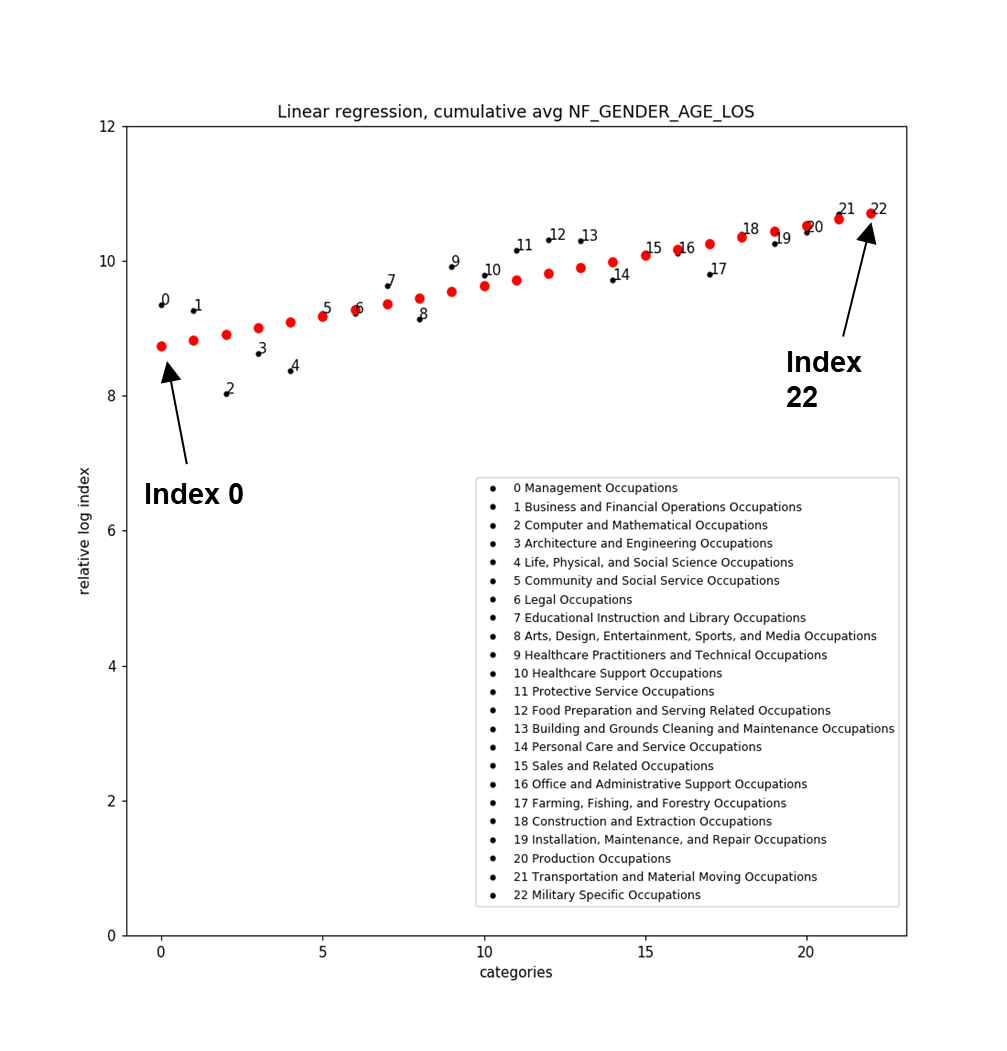 Linear regression, cumulative avg NF_GENDER_AGE_LOS
12
10
8
6
4
2
0
relative log index
0
1
2
3
4
5
6
7
8
9
10
11
12
13
14
15
16
17
18
19
20
21
22
Index 0
Index
22
0 Management Occupations
1 Business and Financial Operations Occupations
2 Computer and Mathematical Occupations
3 Architecture and Engineering Occupations
4 Life, Physical, and Social Science Occupations
5 Community and Social Service Occupations
6 Legal Occupations
7 Educational Instruction and Library Occupations
8 Arts, Design, Entertainment, Sports, and Media Occupations
9 Healthcare Practitioners and Technical Occupations
10 Healthcare Support Occupations
11 Protective Service Occupations
12 Food Preparation and Serving Related Occupations
13 Building and Grounds Cleaning and Maintenance Occupations
14 Personal Care and Service Occupations
15 Sales and Related Occupations
16 Office and Administrative Support Occupations
17 Farming, Fishing, and Forestry Occupations
18 Construction and Extraction Occupations
19 Installation, Maintenance, and Repair Occupations
20 Production Occupations
21 Transportation and Material Moving Occupations
22 Military Specific Occupations
0 5 10 15 20
categories